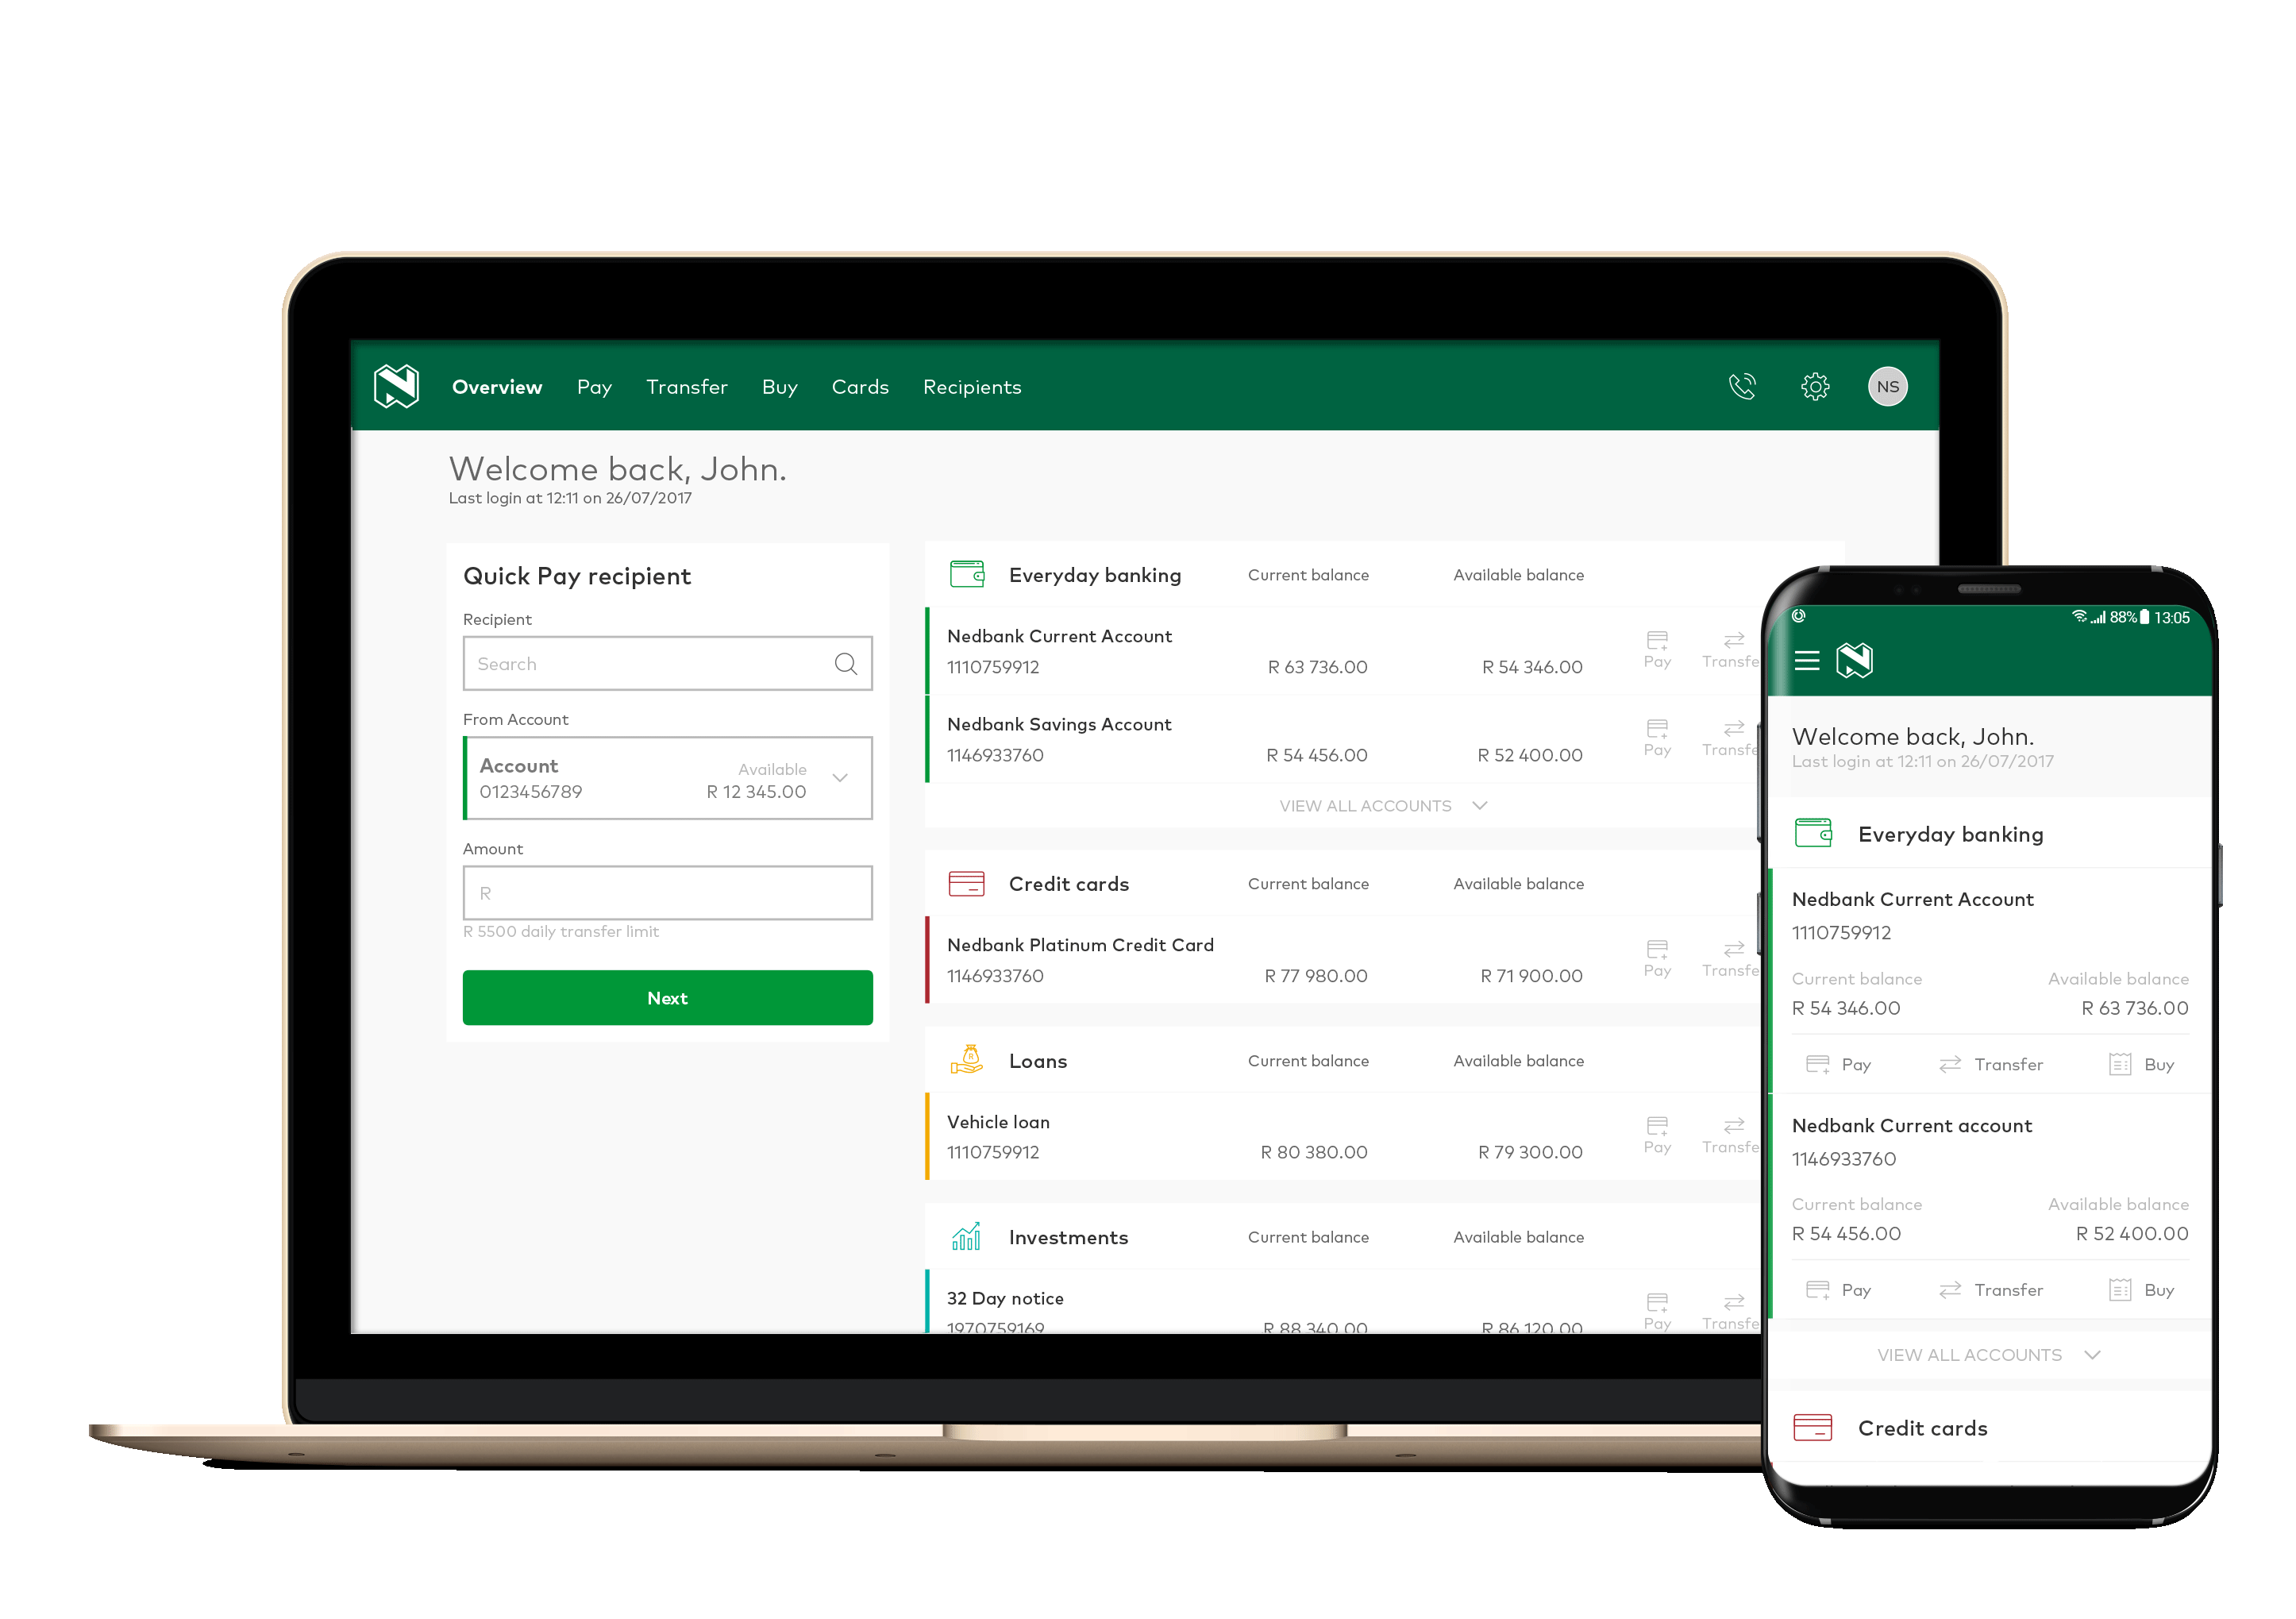 Overview Pay Transfer Buy Cards Recipients NS
Welcome back, John.
Last login at 12:11 on 26/07/2017
Quick Pay recipient
Recipient
Search
From Account
Account Available
0123456789 R 12 345.00
Amount
R
R 5500 daily transfer limit
Next
Everyday banking Current balance Available balance
Nedbank Current Account
1110759912 R 63 736.00 R 54 346.00 Pay Transfe
Nedbank Savings Account
1146933760 R 54 456.00 R 52 400.00 Pay Transfe
VIEW ALL ACCOUNTS
Credit cards Current balance Available balance
Nedbank Platinum Credit Card
1146933760 R 77 980.00 R 71 900.00 Pay Transfe
Loans Current balance Available balance
Vehicle loan
1110759912 R 80 380.00 R 79 300.00 Pay Transfe
Investments Current balance Available balance
32 Day notice
1970759169 R 88 340.00 R 86 120.00 Pay Transfe
88% 13:05
Welcome back, John.
Last login at 12:11 on 26/07/2017
Everyday banking
Nedbank Current Account
1110759912
Current balance Available balance
R 54 346.00 R 63 736.00
Pay Transfer Buy
Nedbank Current account
1146933760
Current balance Available balance
R 54 456.00 R 52 400.00
Pay Transfer Buy
VIEW ALL ACCOUNTS
Credit cards